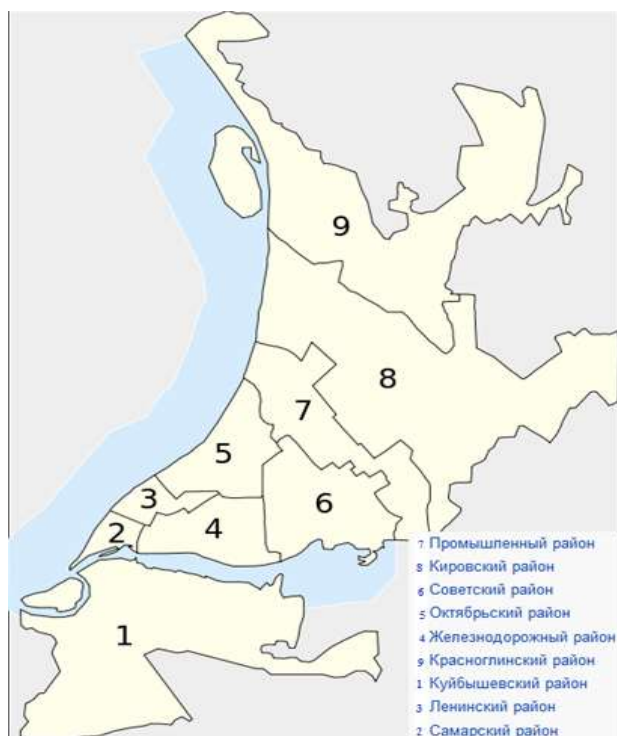 9
8
7
5
6
3
4
2
1
7 Промышленный район
8 Кировский район
6 Советский район
5 Октябрьский район
4 Железнодорожный район
9 Красноглинский район
1 Куйбышевский район
3 Ленинский район
2 Самарский район